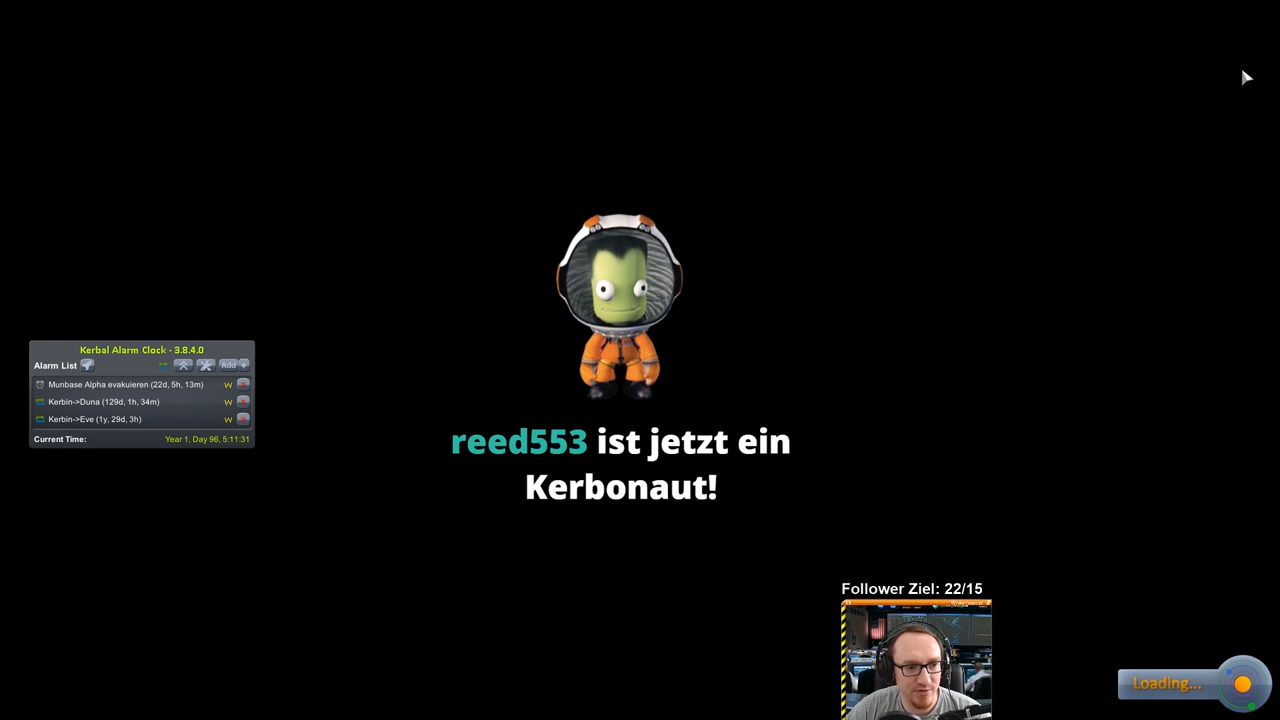 Kerbal Alarm Clock - 3.8.4.0
Alarm List Add +
Munbase Alpha evakuieren (22d, 5h, 13m) W
Kerbin->Duna (129d, 1h, 34m) W
Kerbin->Eve (1y, 29d, 3h) W
Current Time: Year 1, Day 96, 5:11:31
reed553 ist jetzt ein
Kerbonaut!
Follower Ziel: 22/15
Loading...